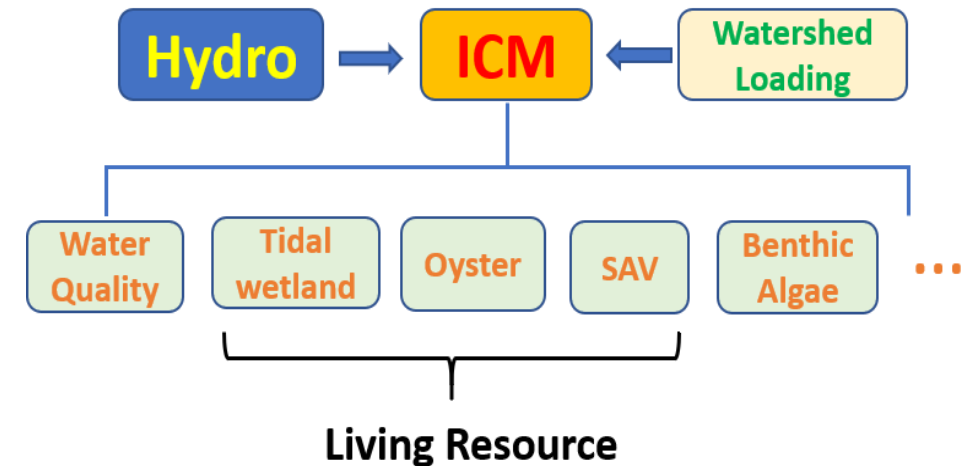 Hydro
ICM
Watershed
Loading
Water
Quality
Tidal
wetland
Oyster
SAV
Benthic
Algae
...
Living Resource